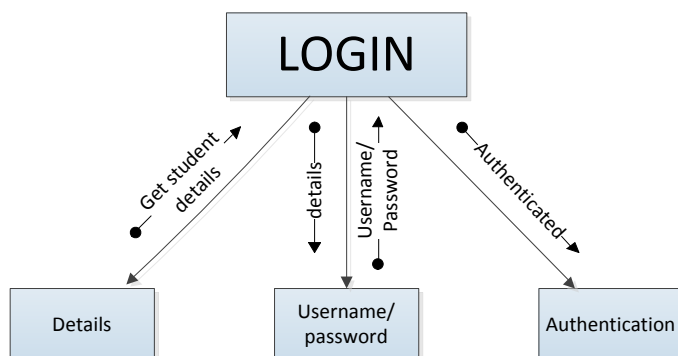 LOGIN
Get student
details
details
Username/
Password
Authenticated
Details
Username/
password
Authentication